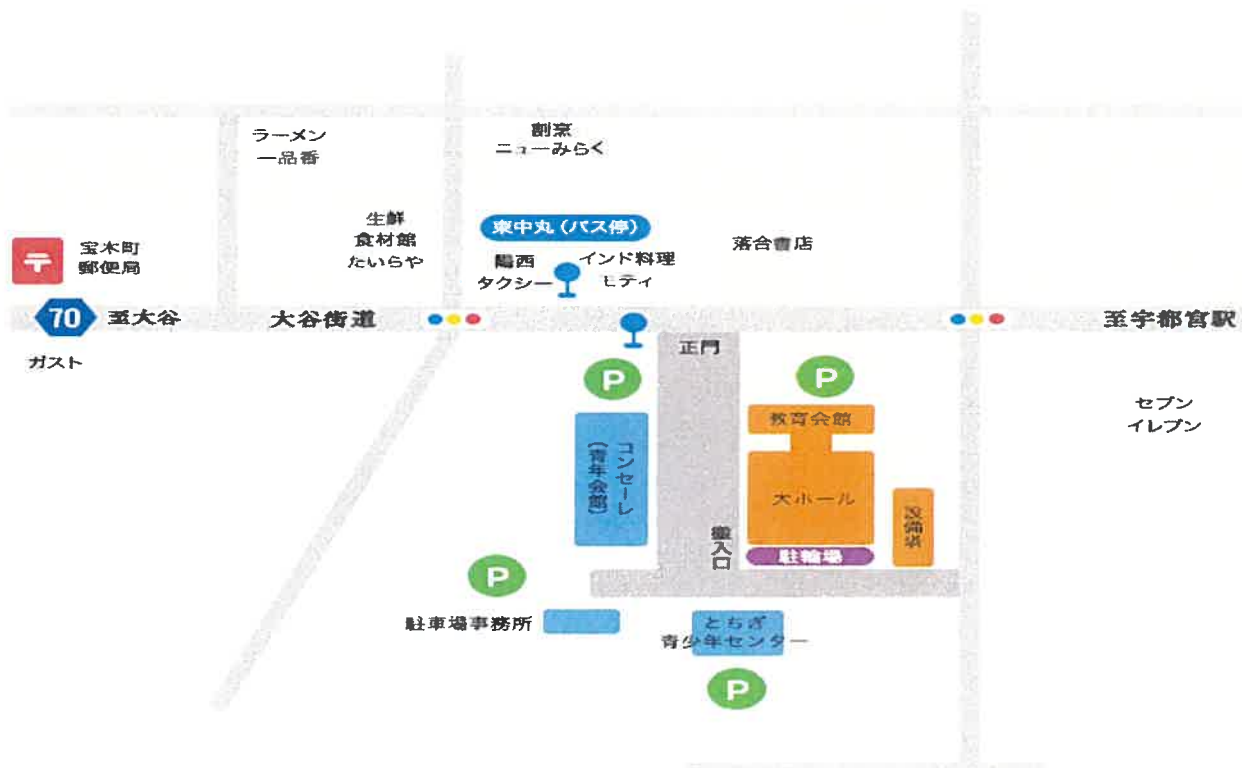 ラーメン
一品番
割烹
ニューみらく
生鮮
食材館
たいらや
東中丸(バス停)
陽西
タクシー
インド料理
モティ
落合書店
〒
宝木町
郵便局
70
至大谷
大谷街道
至宇都宮駅
ガスト
正門
P
P
セブン
イレブン
教育会館
コンセーレ
(青年会館)
大ホール
設備棟
搬入口
駐輪場
P
駐車場事務所
とちぎ
青少年センター
P